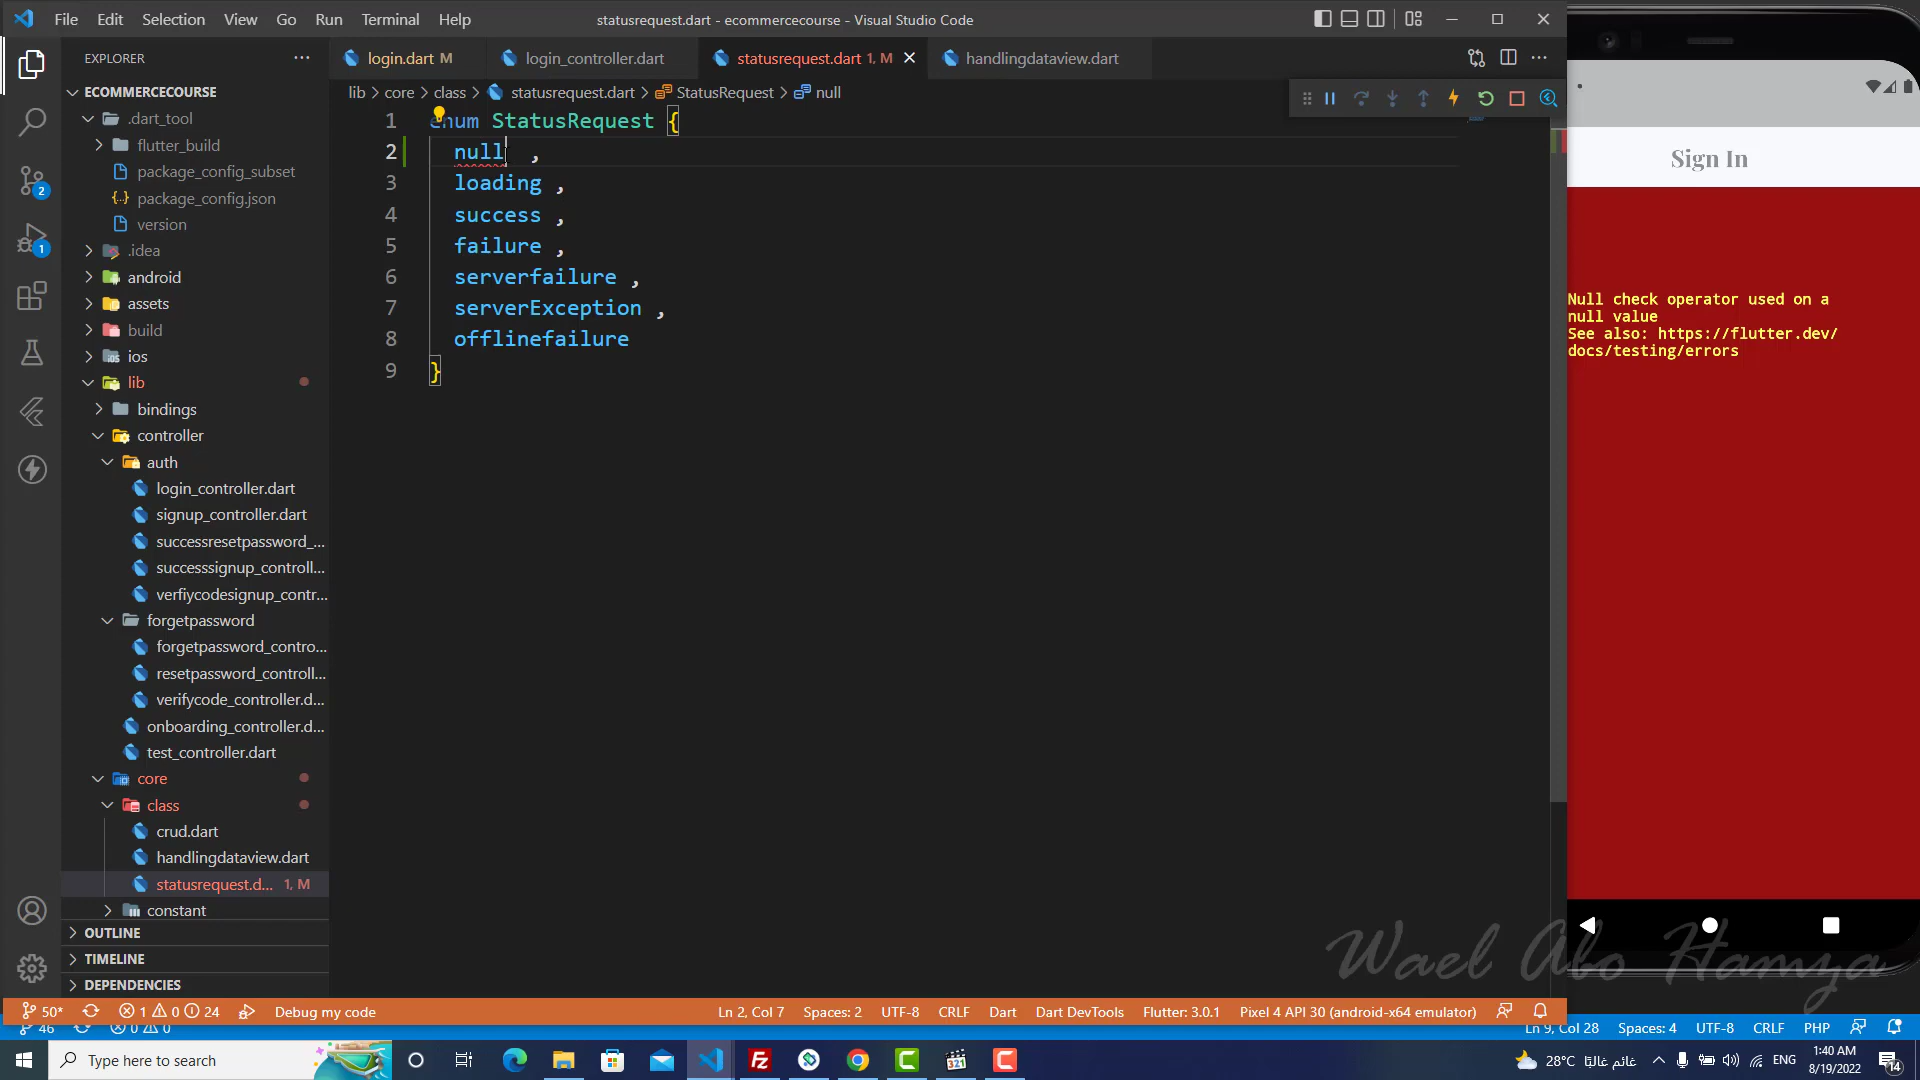 File Edit Selection View Go Run Terminal Help
statusrequest.dart - ecommercecourse - Visual Studio Code
EXPLORER
login.dart M
login_controller.dart
statusrequest.dart 1, M
handlingdataview.dart
lib > core > class > statusrequest.dart > StatusRequest > null
ECOMMERCECOURSE
.dart_tool
flutter_build
package_config_subset
package_config.json
version
.idea
android
assets
build
ios
lib
bindings
controller
auth
login_controller.dart
signup_controller.dart
successresetpassword_...
successsignup_controll...
verfiycodesignup_contr...
forgetpassword
forgetpassword_contro...
resetpassword_controll...
verifycode_controller.d...
onboarding_controller.d...
test_controller.dart
core
class
crud.dart
handlingdataview.dart
statusrequest.d... 1, M
constant
OUTLINE
TIMELINE
DEPENDENCIES
2
1
1 enum StatusRequest {
2 null ,
3 loading ,
4 success ,
5 failure ,
6 serverfailure ,
7 serverException ,
8 offlinefailure
9 }
Sign In
Null check operator used on a
null value
See also: https://flutter.dev/
docs/testing/errors
Wael Abo Hamza
50* 1 0 24 Debug my code Ln 2, Col 7 Spaces: 2 UTF-8 CRLF Dart Dart DevTools Flutter: 3.0.1 Pixel 4 API 30 (android-x64 emulator)
46 0 0 Ln 9, Col 28 Spaces: 4 UTF-8 CRLF PHP
Type here to search
28°C غائم غالبًا ENG
1:40 AM
8/19/2022
14